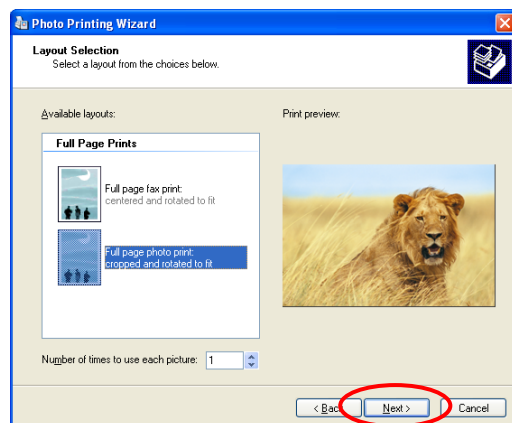 Photo Printing Wizard
Layout Selection
Select a layout from the choices below.
Available layouts:
Print preview:
Full Page Prints
Full page fax print:
centered and rotated to fit
Full page photo print:
cropped and rotated to fit
Number of times to use each picture: 1
< Bac
Next >
Cancel